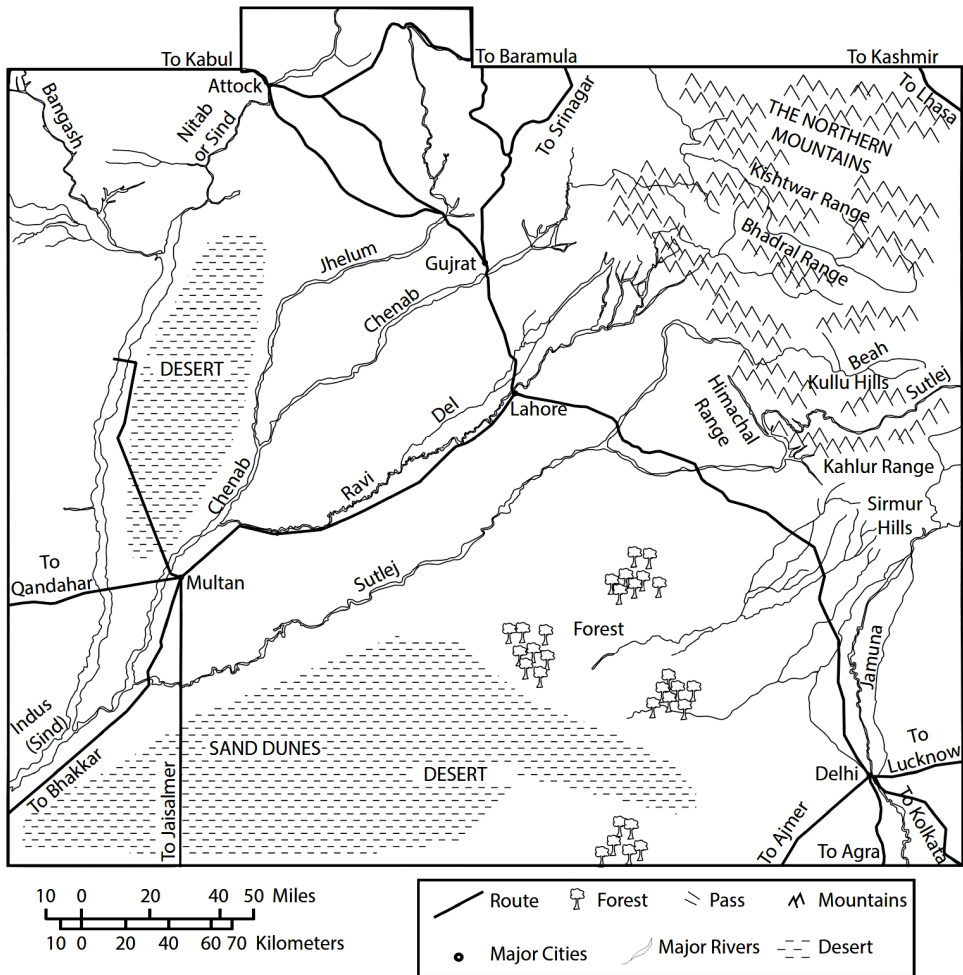 To Kabul
To Baramula
To Kashmir
Attock
To Lhasa
Bangash
Nitab
or Sind
To Srinagar
THE NORTHERN
MOUNTAINS
Kishtwar Range
Bhadral Range
Jhelum
Gujrat
Chenab
DESERT
Beah
Kullu Hills
Sutlej
Himachal
Range
Del
Lahore
Kahlur Range
Chenab
Ravi
Sirmur
Hills
To
Qandahar
Multan
Sutlej
Forest
Jamuna
Indus
(Sind)
SAND DUNES
DESERT
To
Lucknow
Delhi
To Bhakkar
To Jaisalmer
To Ajmer
To Agra
To Kolkata
10 0 20 40 50 Miles
10 0 20 40 60 70 Kilometers
Route Forest Pass Mountains
Major Cities Major Rivers Desert